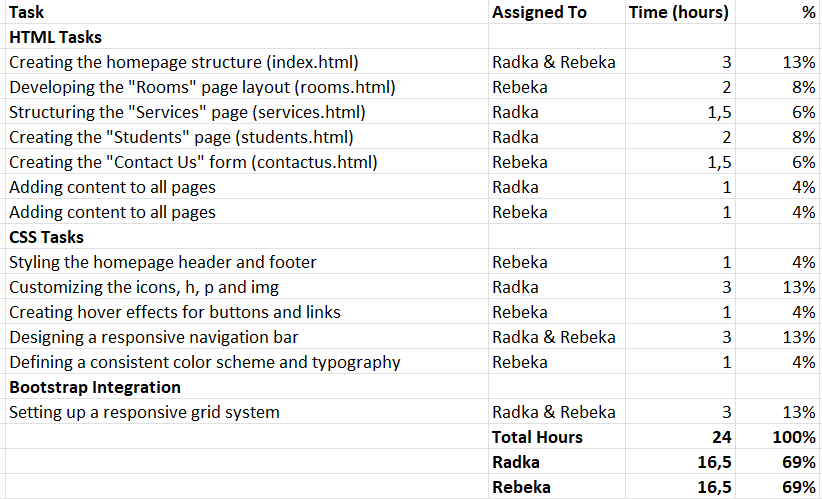 Task Assigned To Time (hours) %
HTML Tasks
Creating the homepage structure (index.html) Radka & Rebeka 3 13%
Developing the "Rooms" page layout (rooms.html) Rebeka 2 8%
Structuring the "Services" page (services.html) Radka 1,5 6%
Creating the "Students" page (students.html) Radka 2 8%
Creating the "Contact Us" form (contactus.html) Rebeka 1,5 6%
Adding content to all pages Radka 1 4%
Adding content to all pages Rebeka 1 4%
CSS Tasks
Styling the homepage header and footer Rebeka 1 4%
Customizing the icons, h, p and img Radka 3 13%
Creating hover effects for buttons and links Rebeka 1 4%
Designing a responsive navigation bar Radka & Rebeka 3 13%
Defining a consistent color scheme and typography Rebeka 1 4%
Bootstrap Integration
Setting up a responsive grid system Radka & Rebeka 3 13%
Total Hours 24 100%
Radka 16,5 69%
Rebeka 16,5 69%